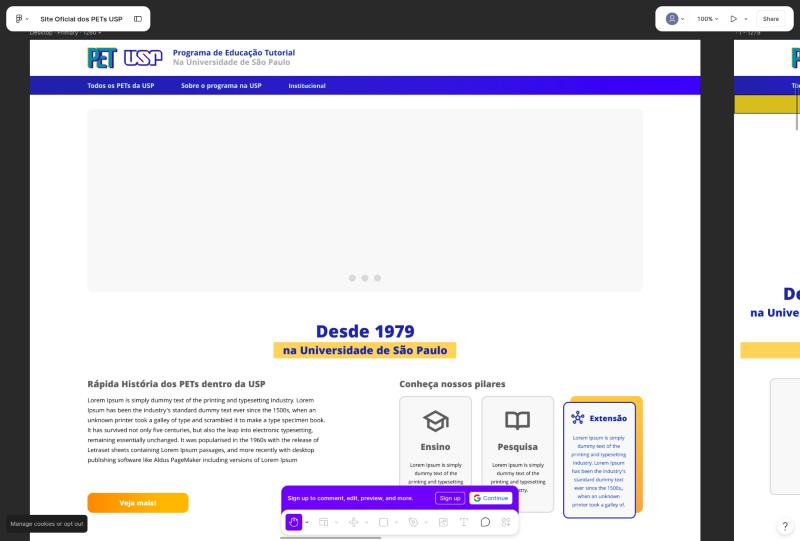 Site Oficial dos PETs USP
100%
Share
Desktop - Primary - 1280
PET USP
Programa de Educação Tutorial
Na Universidade de São Paulo
Todos os PETs da USP
Sobre o programa na USP
Institucional
Desde 1979
na Universidade de São Paulo
na Unive
Rápida História dos PETs dentro da USP
Lorem Ipsum is simply dummy text of the printing and typesetting industry. Lorem
Ipsum has been the industry's standard dummy text ever since the 1500s, when an
unknown printer took a galley of type and scrambled it to make a type specimen book.
It has survived not only five centuries, but also the leap into electronic typesetting,
remaining essentially unchanged. It was popularised in the 1960s with the release of
Letraset sheets containing Lorem Ipsum passages, and more recently with desktop
publishing software like Aldus PageMaker including versions of Lorem Ipsum
Veja mais!
Conheça nossos pilares
Ensino
Lorem Ipsum is simply
dummy text of the
printing and typesetting
Pesquisa
Lorem Ipsum is simply
dummy text of the
printing and typesetting
Extensão
Lorem Ipsum is simply
dummy text of the
printing and typesetting
industry. Lorem Ipsum
has been the industry's
standard dummy text
ever since the 1500s,
when an unknown
printer took a galley of.
Sign up to comment, edit, preview, and more.
Sign up
Continue
Manage cookies or opt out
?